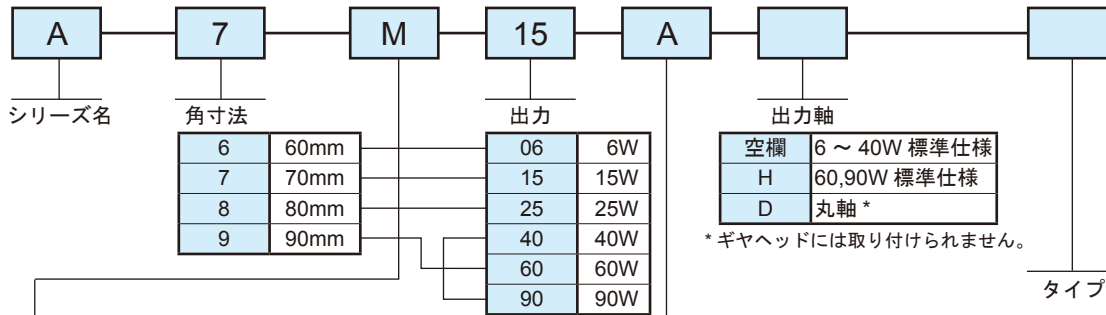 A 7 M 15 A
シリーズ名 角寸法 出力 出力軸
6 60mm 06 6W 空欄 6 ～ 40W 標準仕様
7 70mm 15 15W H 60,90W 標準仕様
8 80mm 25 25W D 丸軸 *
9 90mm 40 40W * ギヤヘッドには取り付けられません。
60 60W
90 90W タイプ